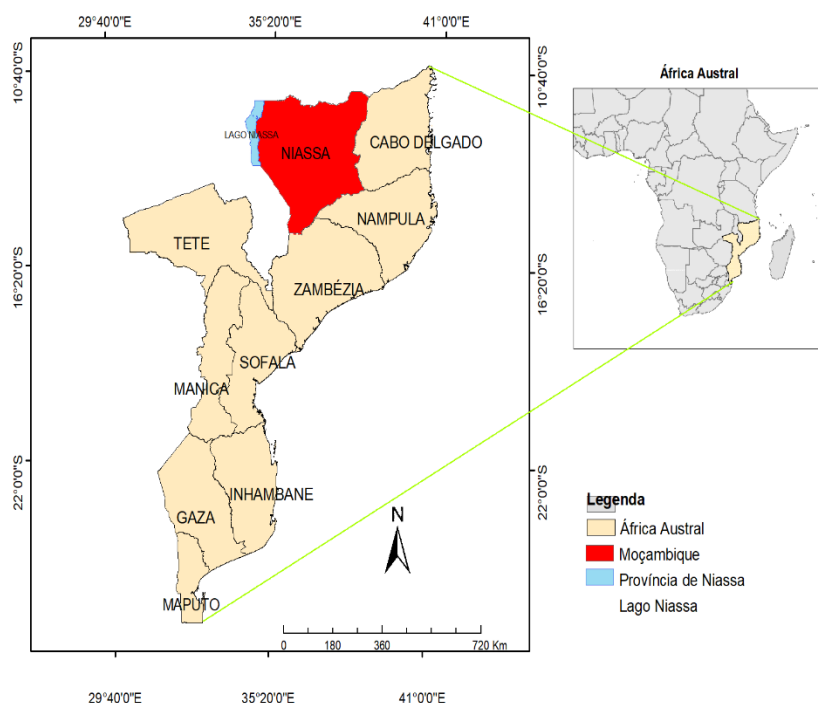 29°40'0"E
35°20'0"E
41°0'0"E
10°40'0"S
10°40'0"S
África Austral
LAGO NIASSA
NIASSA
CABO DELGADO
NAMPULA
TETE
ZAMBÉZIA
16°20'0"S
16°20'0"S
SOFALA
MANICA
22°0'0"S
22°0'0"S
INHAMBANE
GAZA
MAPUTO
N
0
180
360
720 Km
Legenda
África Austral
Moçambique
Província de Niassa
Lago Niassa
29°40'0"E
35°20'0"E
41°0'0"E